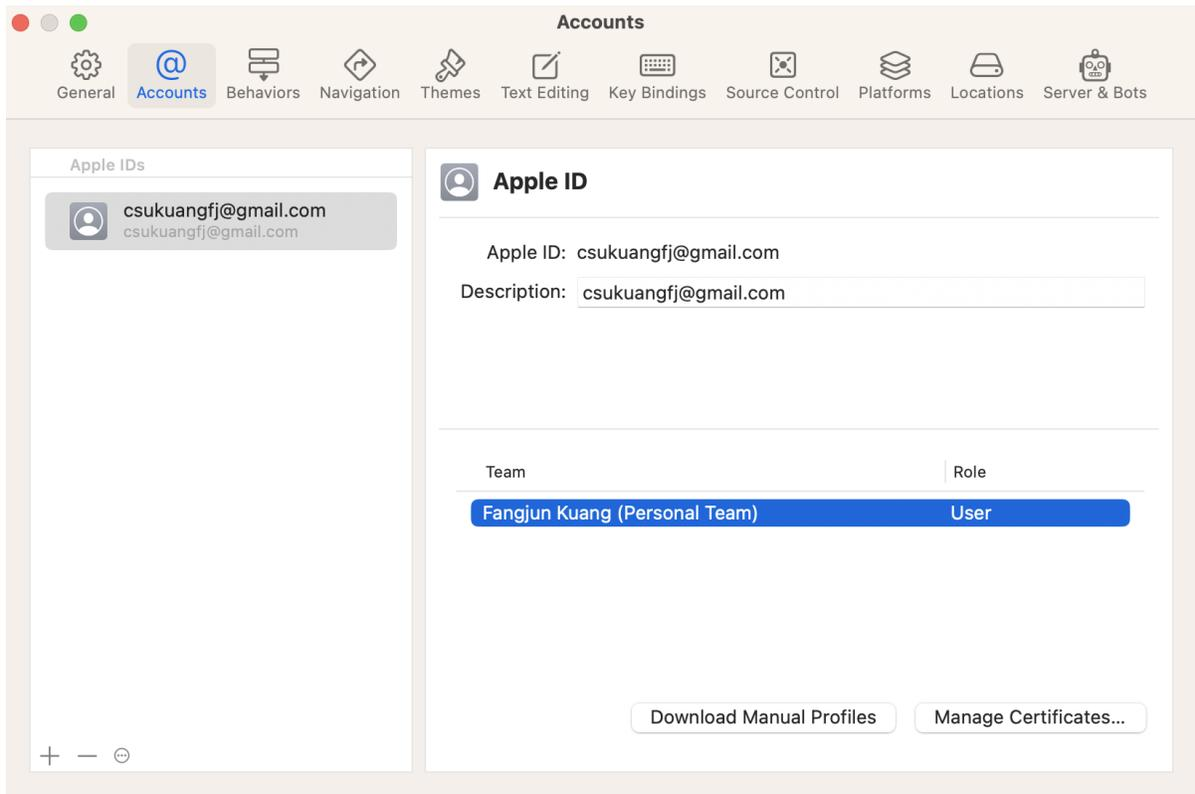 Accounts
General Accounts Behaviors Navigation Themes Text Editing Key Bindings Source Control Platforms Locations Server & Bots
Apple IDs
csukuangfj@gmail.com
csukuangfj@gmail.com
Apple ID
Apple ID: csukuangfj@gmail.com
Description: csukuangfj@gmail.com
Team Role
Fangjun Kuang (Personal Team) User
Download Manual Profiles Manage Certificates...